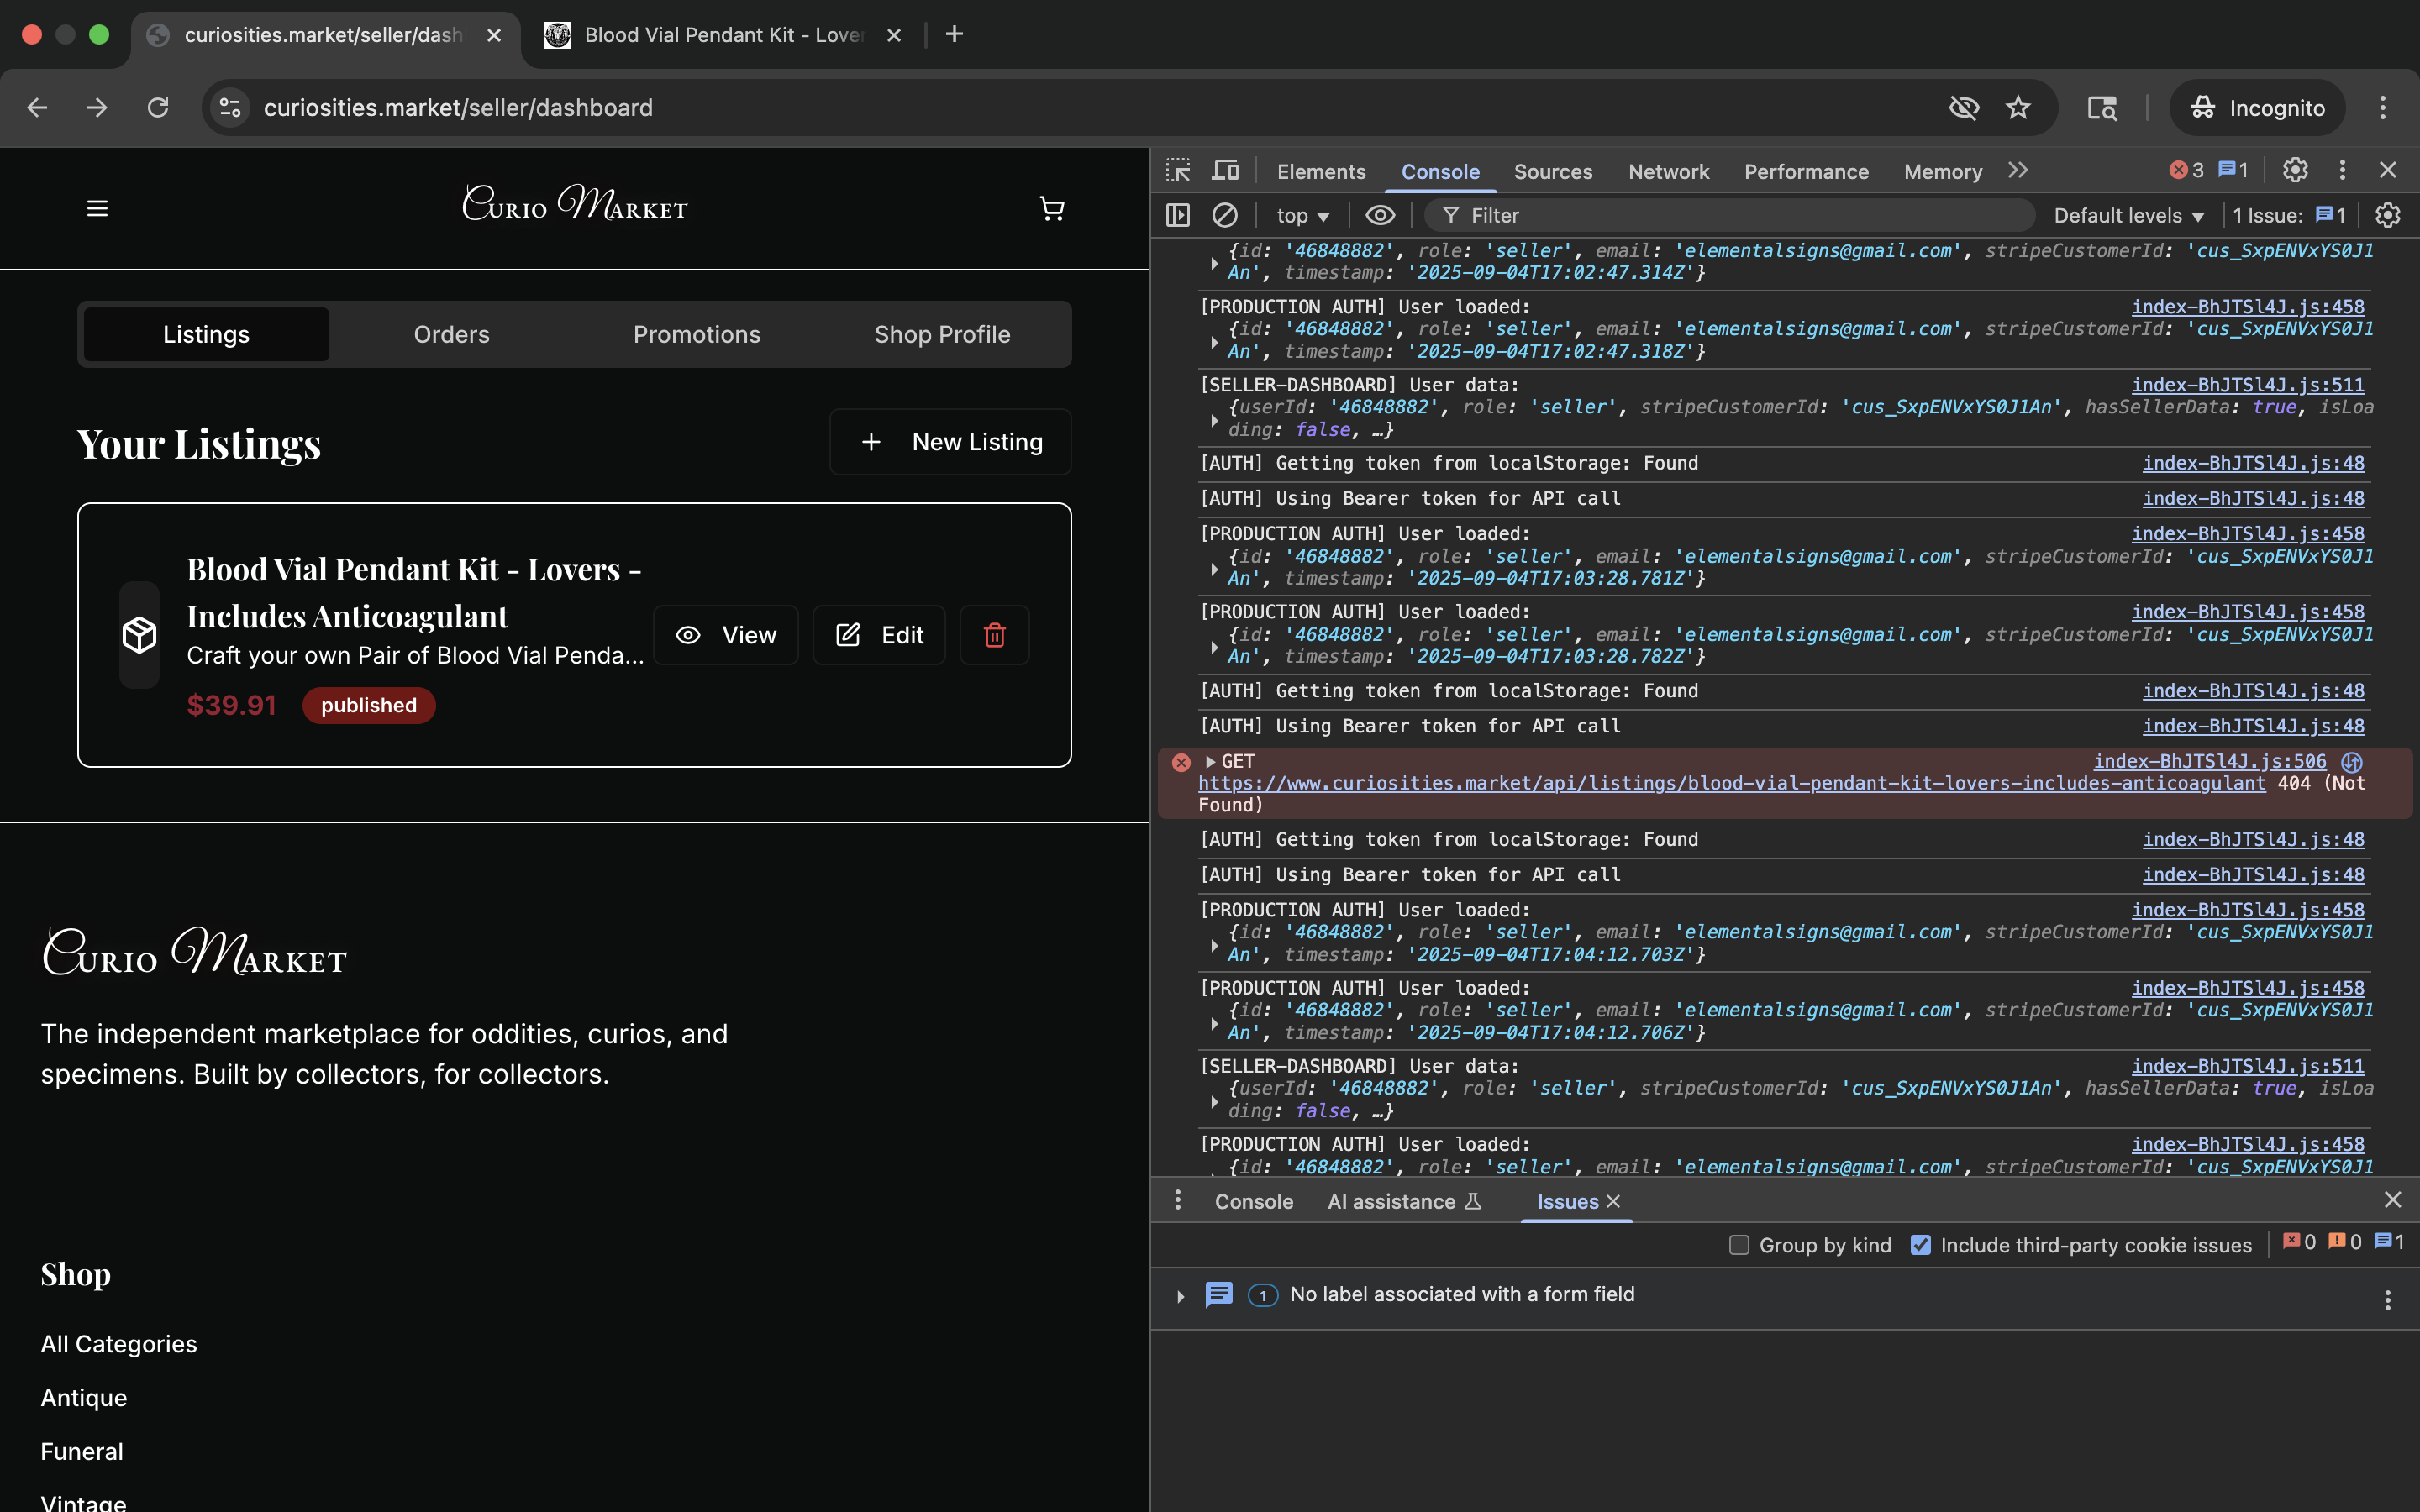 curiosities.market/seller/dash
Blood Vial Pendant Kit - Lover
curiosities.market/seller/dashboard
Incognito
Curio Market
Listings
Orders
Promotions
Shop Profile
Your Listings
New Listing
Blood Vial Pendant Kit - Lovers -
Includes Anticoagulant
Craft your own Pair of Blood Vial Penda...
$39.91
published
View
Edit
Curio Market
The independent marketplace for oddities, curios, and
specimens. Built by collectors, for collectors.
Shop
All Categories
Antique
Funeral
Vintage
Elements
Console
Sources
Network
Performance
Memory
3
1
top
Filter
Default levels
1 Issue: 1
{id: '46848882', role: 'seller', email: 'elementalsigns@gmail.com', stripeCustomerId: 'cus_SxpENVxYS0J1
An', timestamp: '2025-09-04T17:02:47.314Z'}
[PRODUCTION AUTH] User loaded: index-BhJTSl4J.js:458
{id: '46848882', role: 'seller', email: 'elementalsigns@gmail.com', stripeCustomerId: 'cus_SxpENVxYS0J1
An', timestamp: '2025-09-04T17:02:47.318Z'}
[SELLER-DASHBOARD] User data: index-BhJTSl4J.js:511
{userId: '46848882', role: 'seller', stripeCustomerId: 'cus_SxpENVxYS0J1An', hasSellerData: true, isLoa
ding: false, …}
[AUTH] Getting token from localStorage: Found index-BhJTSl4J.js:48
[AUTH] Using Bearer token for API call index-BhJTSl4J.js:48
[PRODUCTION AUTH] User loaded: index-BhJTSl4J.js:458
{id: '46848882', role: 'seller', email: 'elementalsigns@gmail.com', stripeCustomerId: 'cus_SxpENVxYS0J1
An', timestamp: '2025-09-04T17:03:28.781Z'}
[PRODUCTION AUTH] User loaded: index-BhJTSl4J.js:458
{id: '46848882', role: 'seller', email: 'elementalsigns@gmail.com', stripeCustomerId: 'cus_SxpENVxYS0J1
An', timestamp: '2025-09-04T17:03:28.782Z'}
[AUTH] Getting token from localStorage: Found index-BhJTSl4J.js:48
[AUTH] Using Bearer token for API call index-BhJTSl4J.js:48
GET index-BhJTSl4J.js:506
https://www.curiosities.market/api/listings/blood-vial-pendant-kit-lovers-includes-anticoagulant 404 (Not
Found)
[AUTH] Getting token from localStorage: Found index-BhJTSl4J.js:48
[AUTH] Using Bearer token for API call index-BhJTSl4J.js:48
[PRODUCTION AUTH] User loaded: index-BhJTSl4J.js:458
{id: '46848882', role: 'seller', email: 'elementalsigns@gmail.com', stripeCustomerId: 'cus_SxpENVxYS0J1
An', timestamp: '2025-09-04T17:04:12.703Z'}
[PRODUCTION AUTH] User loaded: index-BhJTSl4J.js:458
{id: '46848882', role: 'seller', email: 'elementalsigns@gmail.com', stripeCustomerId: 'cus_SxpENVxYS0J1
An', timestamp: '2025-09-04T17:04:12.706Z'}
[SELLER-DASHBOARD] User data: index-BhJTSl4J.js:511
{userId: '46848882', role: 'seller', stripeCustomerId: 'cus_SxpENVxYS0J1An', hasSellerData: true, isLoa
ding: false, …}
[PRODUCTION AUTH] User loaded: index-BhJTSl4J.js:458
{id: '46848882', role: 'seller', email: 'elementalsigns@gmail.com', stripeCustomerId: 'cus_SxpENVxYS0J1
Console
AI assistance
Issues
Group by kind
Include third-party cookie issues
0
0
1
1
No label associated with a form field